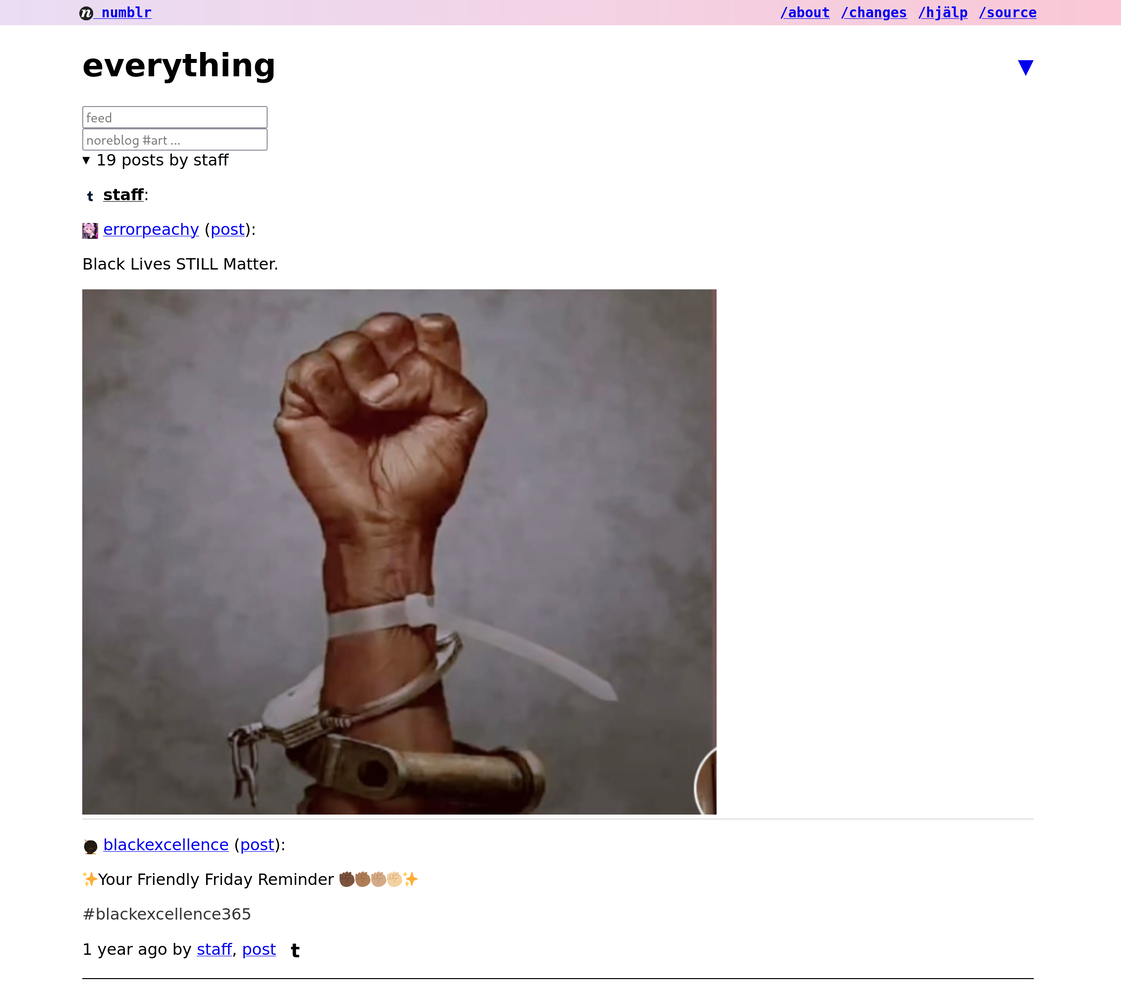 n numblr /about /changes /hjälp /source
everything ▼
feed
noreblog #art ...
▾ 19 posts by staff
t staff:
errorpeachy (post):
Black Lives STILL Matter.
blackexcellence (post):
✨Your Friendly Friday Reminder ✊🏿✊🏾✊🏽✊🏼✨
#blackexcellence365
1 year ago by staff, post t